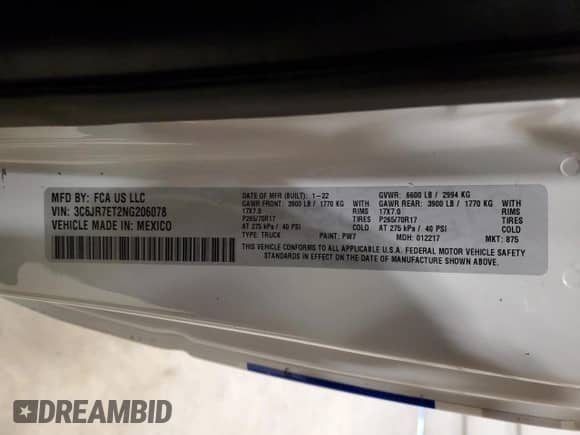 MFD BY: FCA US LLC
VIN: 3C6JR7ET2NG206078
VEHICLE MADE IN: MEXICO
DATE OF MFR (BUILT): 1-22
GAWR FRONT: 3900 LB / 1770 KG WITH
17X7.0 TIRES
P265/70R17 RIMS
AT 275 kPa / 40 PSI COLD
TYPE: TRUCK PAINT: PW7
GVWR: 6600 LB / 2994 KG
GAWR REAR: 3900 LB / 1770 KG WITH
17X7.0 TIRES
P265/70R17
AT 275 kPa / 40 PSI COLD
MDH: 012217 MKT: 875
THIS VEHICLE CONFORMS TO ALL APPLICABLE U.S.A. FEDERAL MOTOR VEHICLE SAFETY
STANDARDS IN EFFECT ON THE DATE OF MANUFACTURE SHOWN ABOVE.
DREAMBID